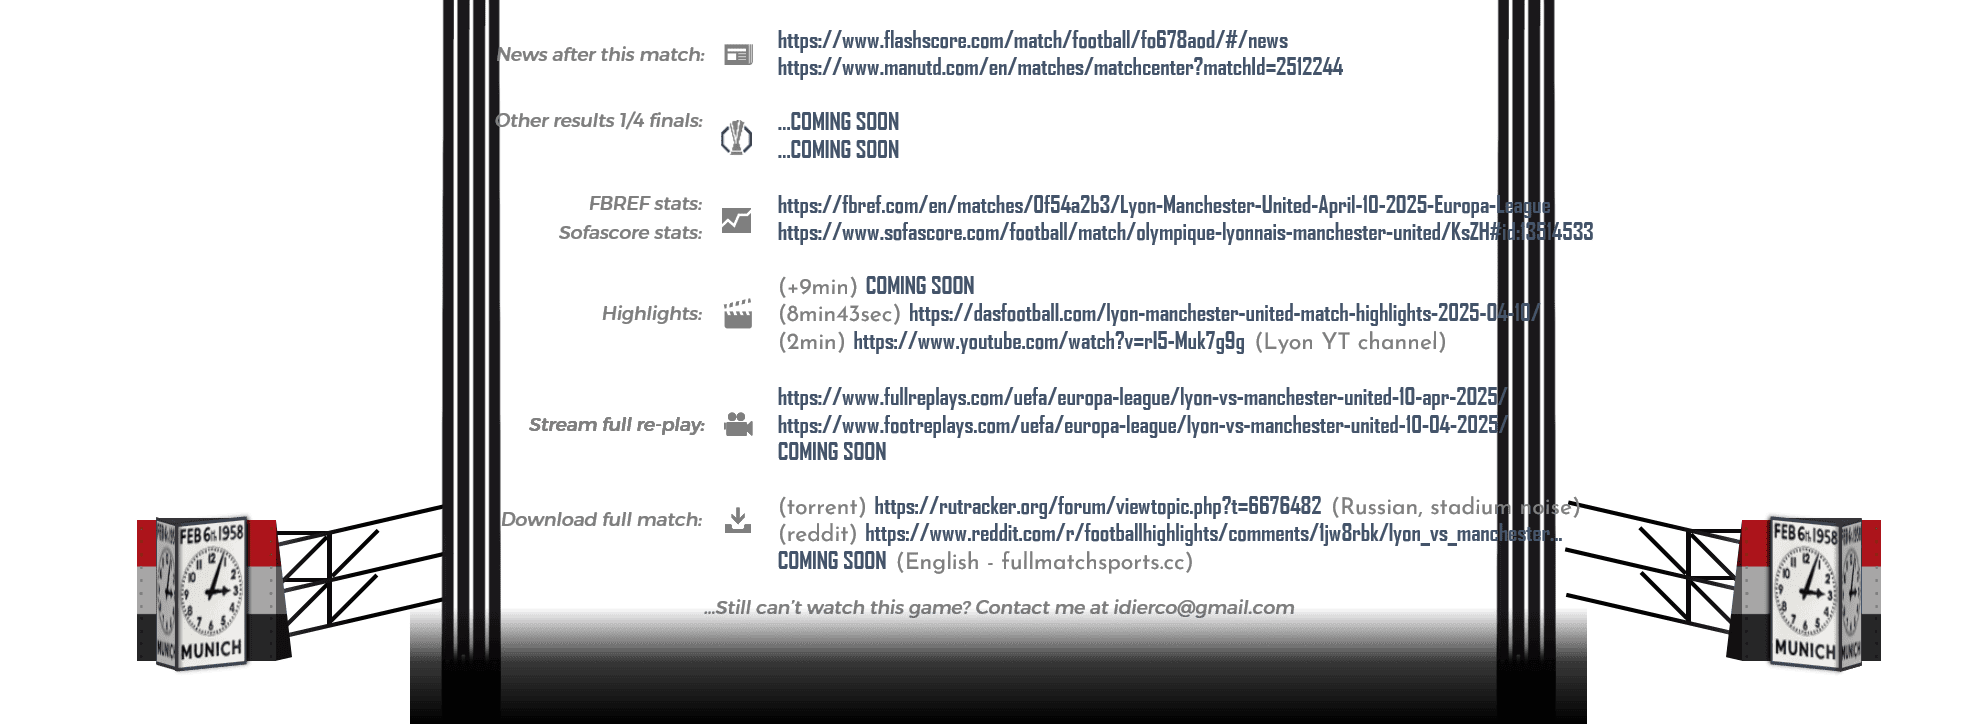 News after this match:
https://www.flashscore.com/match/football/fo678aod/#/news
https://www.manutd.com/en/matches/matchcenter?matchId=2512244
Other results 1/4 finals:
...COMING SOON
...COMING SOON
FBREF stats:
https://fbref.com/en/matches/0f54a2b3/Lyon-Manchester-United-April-10-2025-Europa-League
Sofascore stats:
https://www.sofascore.com/football/match/olympique-lyonnais-manchester-united/KsZH#id:13514533
Highlights:
(+9min) COMING SOON
(8min43sec) https://dasfootball.com/lyon-manchester-united-match-highlights-2025-04-10/
(2min) https://www.youtube.com/watch?v=rI5-Muk7g9g (Lyon YT channel)
Stream full re-play:
https://www.fullreplays.com/uefa/europa-league/lyon-vs-manchester-united-10-apr-2025/
https://www.footreplays.com/uefa/europa-league/lyon-vs-manchester-united-10-04-2025/
COMING SOON
Download full match:
(torrent) https://rutracker.org/forum/viewtopic.php?t=6676482 (Russian, stadium noise)
(reddit) https://www.reddit.com/r/footballhighlights/comments/1jw8rbk/lyon_vs_manchester...
COMING SOON (English - fullmatchsports.cc)
...Still can't watch this game? Contact me at idierco@gmail.com
FEB 6th 1958
MUNICH
FEB 6th 1958
MUNICH